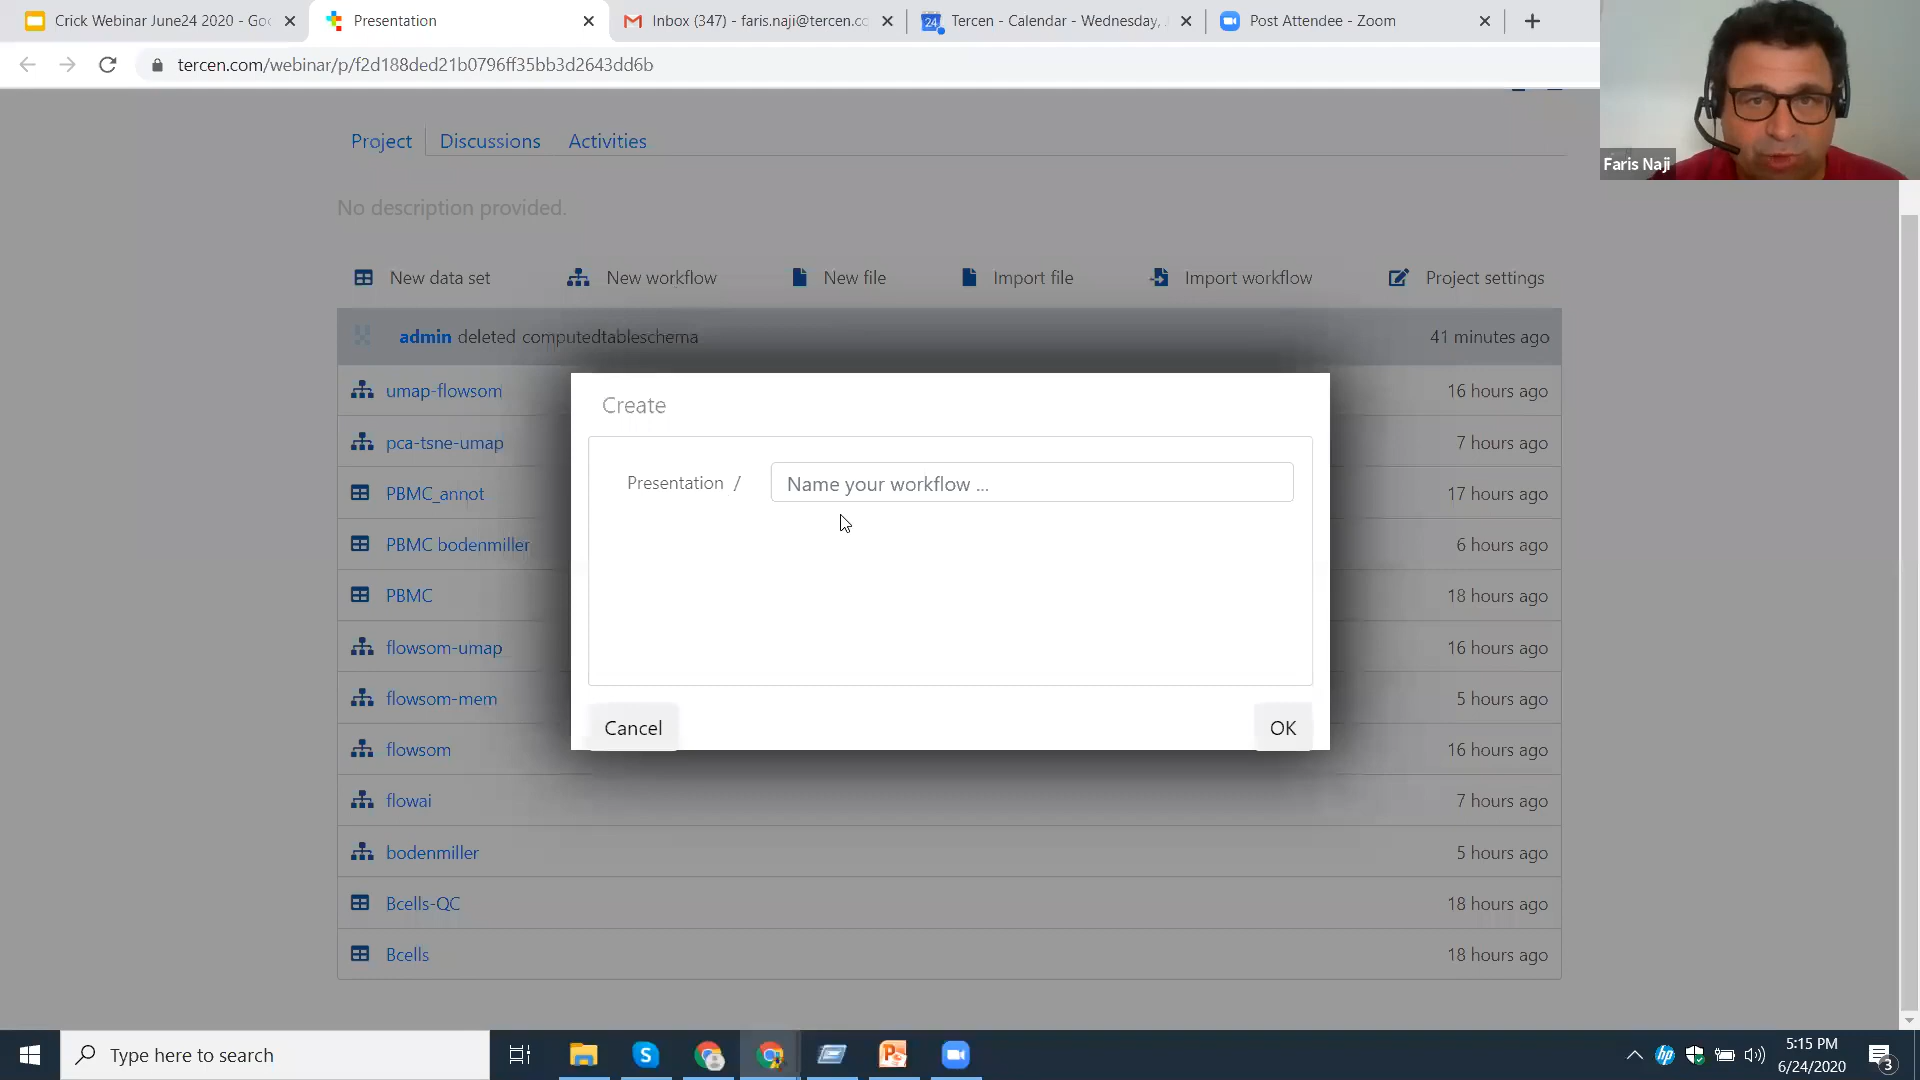 Crick Webinar June24 2020 - Goo
Presentation
Inbox (347) - faris.naji@tercen.co
Tercen - Calendar - Wednesday,
Post Attendee - Zoom
tercen.com/webinar/p/f2d188ded21b0796ff35bb3d2643dd6b
Faris Naji
Project Discussions Activities
No description provided.
New data set New workflow New file Import file Import workflow Project settings
admin deleted computedtableschema 41 minutes ago
umap-flowsom 16 hours ago
pca-tsne-umap 7 hours ago
PBMC_annot 17 hours ago
PBMC bodenmiller 6 hours ago
PBMC 18 hours ago
flowsom-umap 16 hours ago
flowsom-mem 5 hours ago
flowsom 16 hours ago
flowai 7 hours ago
bodenmiller 5 hours ago
Bcells-QC 18 hours ago
Bcells 18 hours ago
Create
Presentation / Name your workflow ...
Cancel OK
Type here to search
5:15 PM
6/24/2020
3